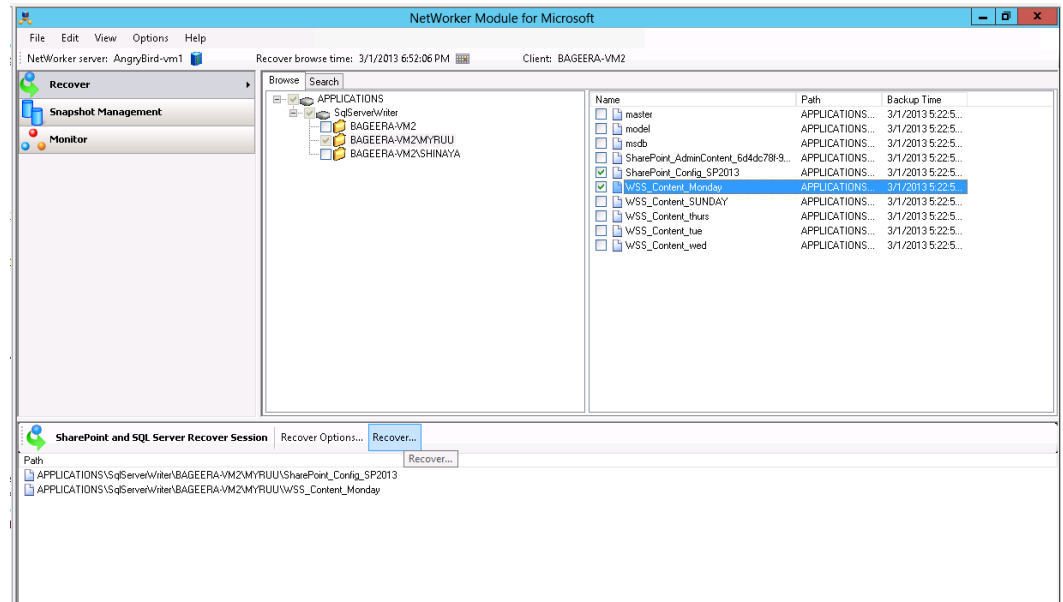 NetWorker Module for Microsoft
File Edit View Options Help
NetWorker server: AngryBird-vm1 Recover browse time: 3/1/2013 6:52:06 PM Client: BAGEERA-VM2
Recover
Snapshot Management
Monitor
Browse Search
APPLICATIONS
SqlServerWriter
BAGEERA-VM2
BAGEERA-VM2\MYRUU
BAGEERA-VM2\SHINAYA
Name Path Backup Time
master APPLICATIONS... 3/1/2013 5:22:5...
model APPLICATIONS... 3/1/2013 5:22:5...
msdb APPLICATIONS... 3/1/2013 5:22:5...
SharePoint_AdminContent_6d4dc78f-9... APPLICATIONS... 3/1/2013 5:22:5...
SharePoint_Config_SP2013 APPLICATIONS... 3/1/2013 5:22:5...
WSS_Content_Monday APPLICATIONS... 3/1/2013 5:22:5...
WSS_Content_SUNDAY APPLICATIONS... 3/1/2013 5:22:5...
WSS_Content_thurs APPLICATIONS... 3/1/2013 5:22:5...
WSS_Content_tue APPLICATIONS... 3/1/2013 5:22:5...
WSS_Content_wed APPLICATIONS... 3/1/2013 5:22:5...
SharePoint and SQL Server Recover Session Recover Options... Recover...
Recover...
Path
APPLICATIONS\SqlServerWriter\BAGEERA-VM2\MYRUU\SharePoint_Config_SP2013
APPLICATIONS\SqlServerWriter\BAGEERA-VM2\MYRUU\WSS_Content_Monday